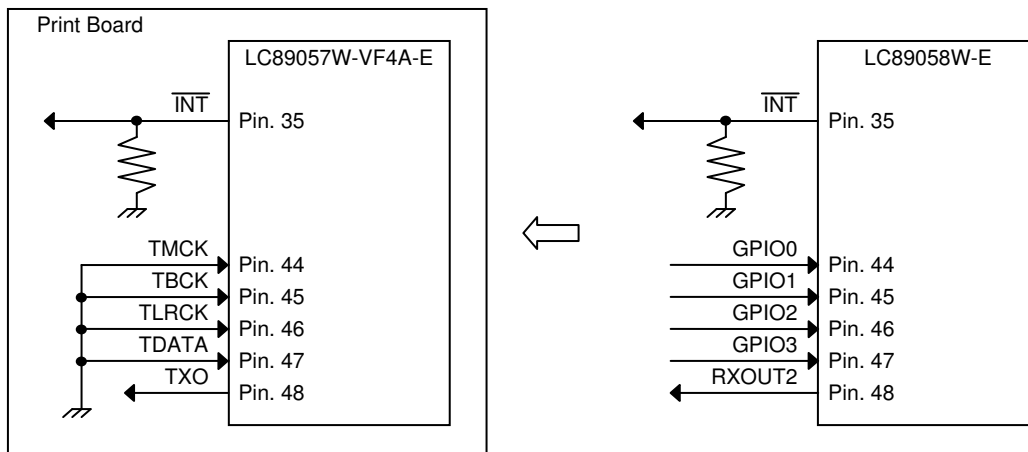 Print Board
LC89057W-VF4A-E
INT
Pin. 35
TMCK
Pin. 44
TBCK
Pin. 45
TLRCK
Pin. 46
TDATA
Pin. 47
TXO
Pin. 48
LC89058W-E
INT
Pin. 35
GPIO0
Pin. 44
GPIO1
Pin. 45
GPIO2
Pin. 46
GPIO3
Pin. 47
RXOUT2
Pin. 48